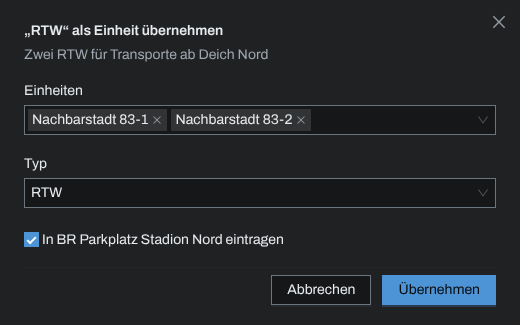 „RTW“ als Einheit übernehmen
Zwei RTW für Transporte ab Deich Nord
Einheiten
Nachbarstadt 83-1 Nachbarstadt 83-2
Typ
RTW
In BR Parkplatz Stadion Nord eintragen
Abbrechen Übernehmen